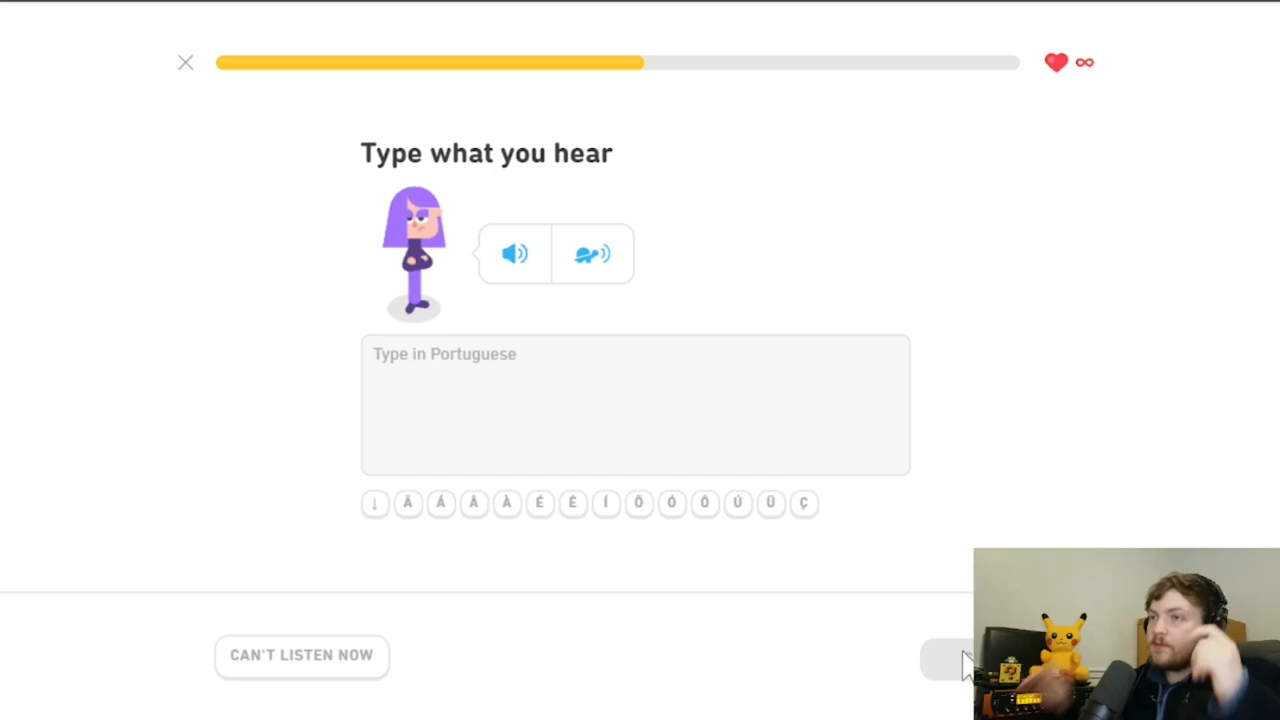 Type what you hear
Type in Portuguese
↓ Ã Á Â À É Ê Í Õ Ó Ô Ú Ü Ç
CAN'T LISTEN NOW